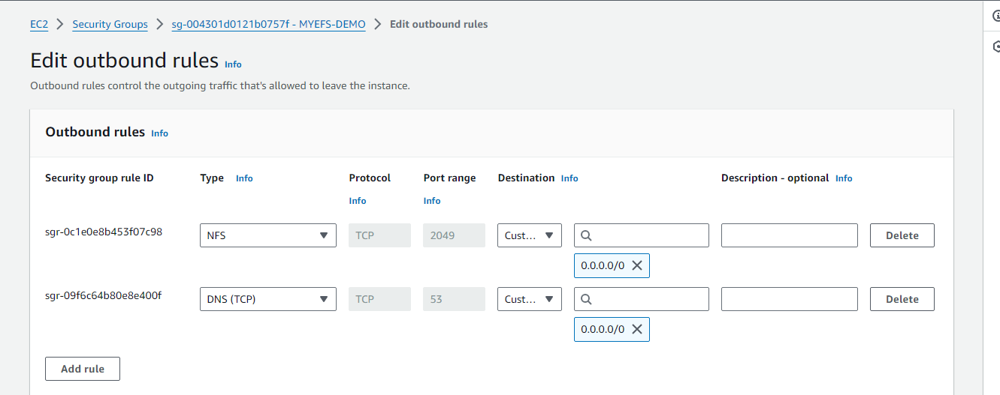 EC2 > Security Groups > sg-004301d0121b0757f - MYEFS-DEMO > Edit outbound rules
Edit outbound rules Info
Outbound rules control the outgoing traffic that's allowed to leave the instance.
Outbound rules Info
Security group rule ID Type Info Protocol Port range Destination Info Description - optional Info
Info Info
sgr-0c1e0e8b453f07c98 NFS TCP 2049 Cust... Delete
0.0.0.0/0
sgr-09f6c64b80e8e400f DNS (TCP) TCP 53 Cust... Delete
0.0.0.0/0
Add rule